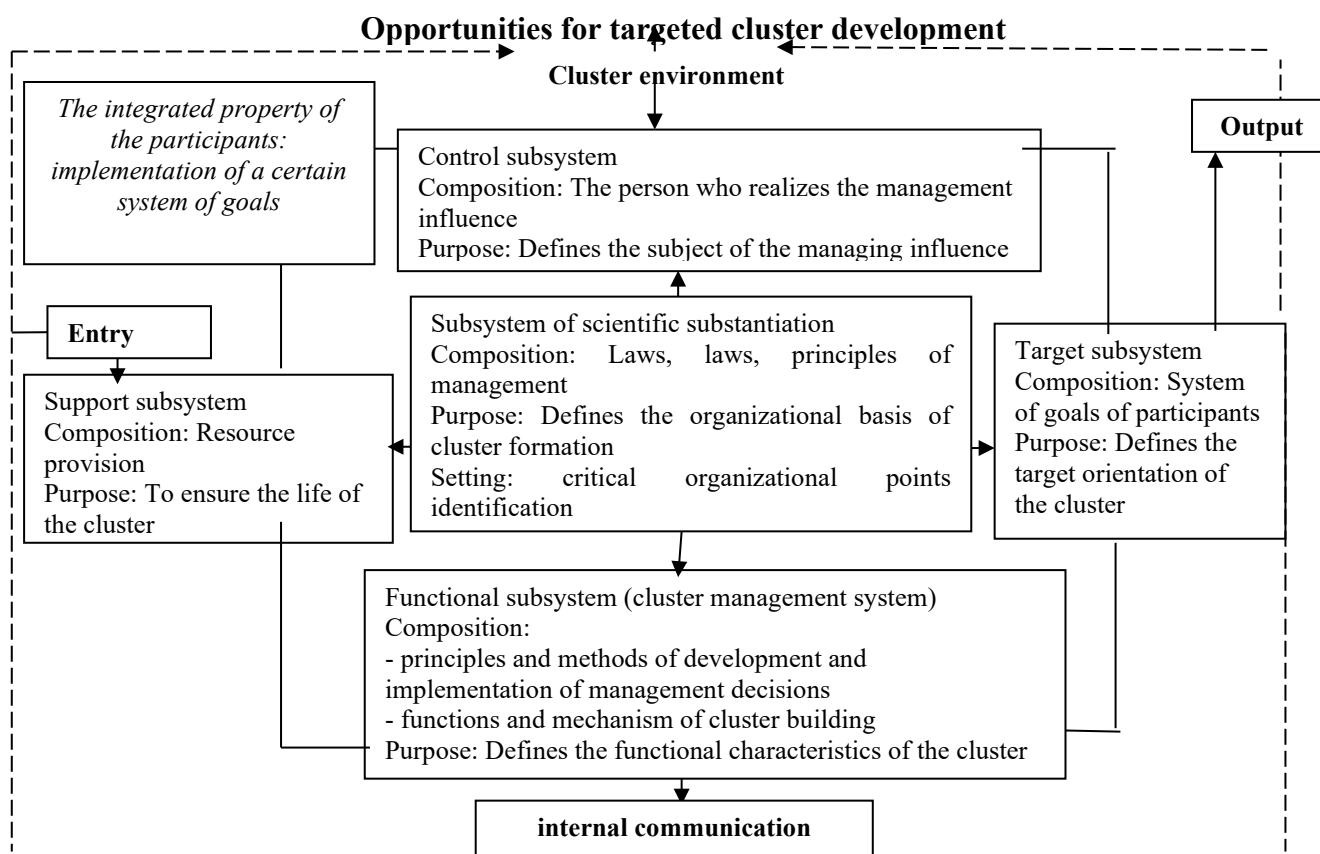 Opportunities for targeted cluster development
Cluster environment
The integrated property of
the participants:
implementation of a certain
system of goals
Output
Control subsystem
Composition: The person who realizes the management
influence
Purpose: Defines the subject of the managing influence
Entry
Subsystem of scientific substantiation
Composition: Laws, laws, principles of
management
Purpose: Defines the organizational basis of
cluster formation
Setting: critical organizational points
identification
Target subsystem
Composition: System
of goals of participants
Purpose: Defines the
target orientation of
the cluster
Support subsystem
Composition: Resource
provision
Purpose: To ensure the life of
the cluster
Functional subsystem (cluster management system)
Composition:
- principles and methods of development and
implementation of management decisions
- functions and mechanism of cluster building
Purpose: Defines the functional characteristics of the cluster
internal communication